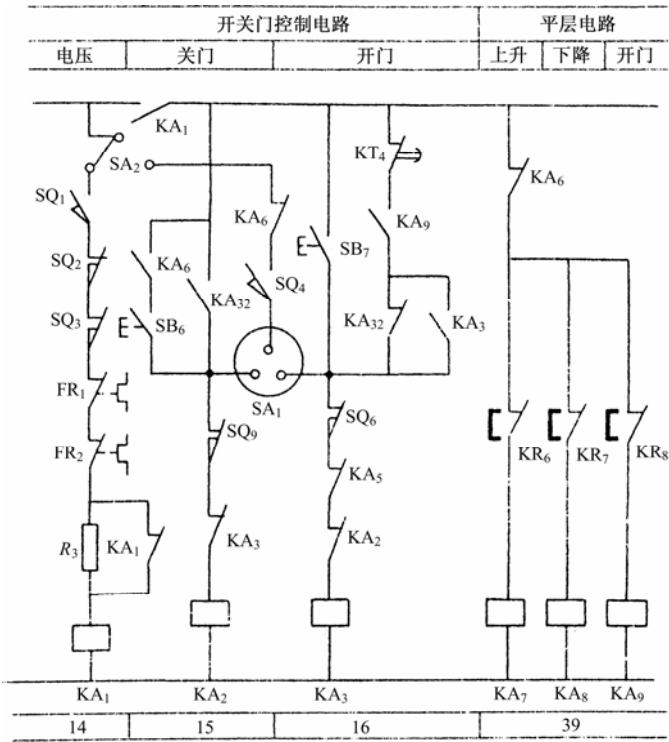 开关门控制电路 平层电路
电压 关门 开门 上升 下降 开门
KA₁
SA₂
KT₄
SQ₁ KA₆ KA₆
KA₉
SB₇
SQ₂ KA₆
SQ₄
SQ₃ SB₆ KA₃₂ KA₃₂ KA₃
SA₁
FR₁
SQ₉ SQ₆
FR₂ KR₆ KR₇ KR₈
KA₅
R₃ KA₁ KA₃ KA₂
KA₁ KA₂ KA₃ KA₇ KA₈ KA₉
14 15 16 39